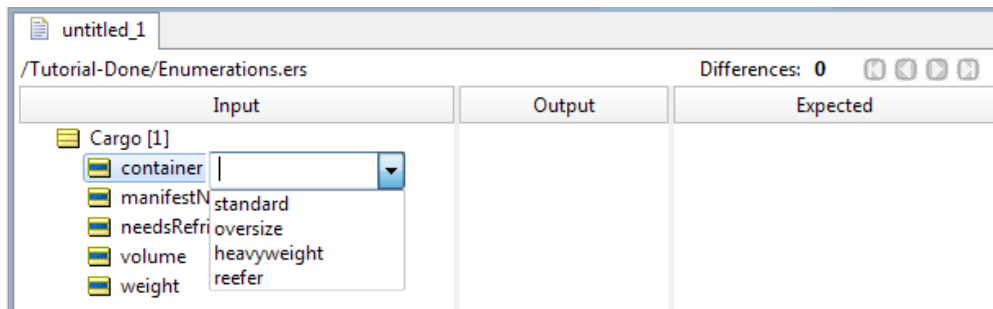 untitled_1
/Tutorial-Done/Enumerations.ers Differences: 0
Input Output Expected
Cargo [1]
container
manifestN
standard
needsRefri
oversize
volume
heavyweight
weight
reefer